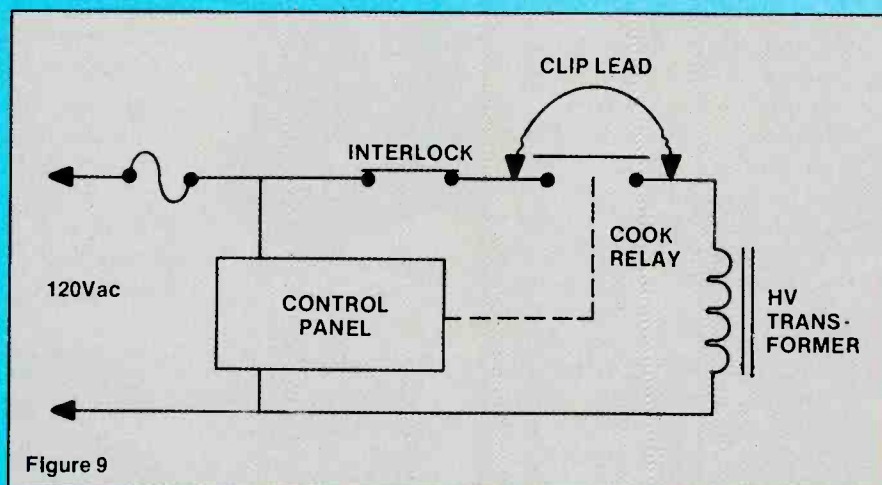 CLIP LEAD
INTERLOCK
COOK
RELAY
120Vac
CONTROL
PANEL
HV
TRANS-
FORMER
Figure 9